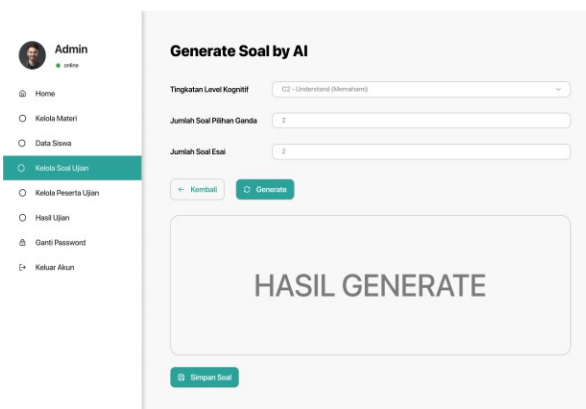 Admin
online
Home
Kelola Materi
Data Siswa
Kelola Soal Ujian
Kelola Peserta Ujian
Hasil Ujian
Ganti Password
Keluar Akun
Generate Soal by AI
Tingkatan Level Kognitif
C2 - Understand (Memahami)
Jumlah Soal Pilihan Ganda
2
Jumlah Soal Esai
2
Kembali
Generate
HASIL GENERATE
Simpan Soal